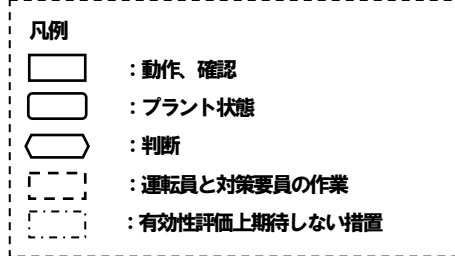 凡例
：動作、確認
：プラント状態
：判断
：運転員と対策要員の作業
：有効性評価上期待しない措置